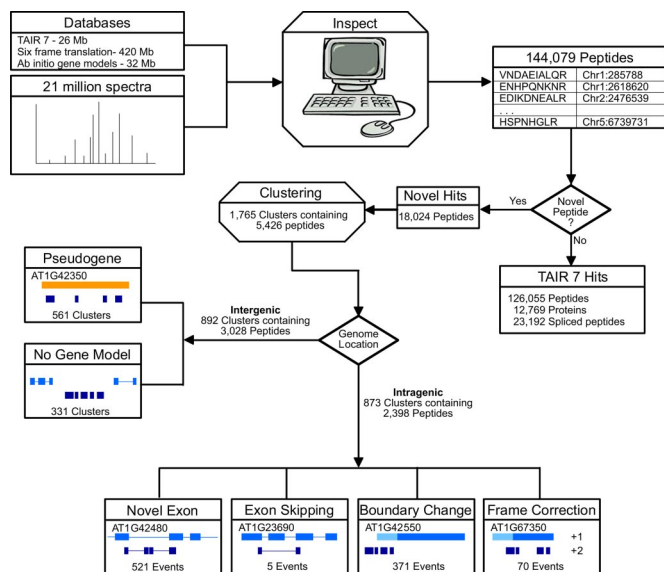 Databases
TAIR 7 - 26 Mb
Six frame translation- 420 Mb
Ab initio gene models - 32 Mb
21 million spectra
Inspect
144,079 Peptides
VNDAEIALQR Chr1:285788
ENHPQNKNR Chr1:2618620
EDIKDNEALR Chr2:2476539
. . .
HSPNHGLR Chr5:6739731
Novel
Peptide
?
Yes
No
Novel Hits
18,024 Peptides
Clustering
1,765 Clusters containing
5,426 peptides
TAIR 7 Hits
126,055 Peptides
12,769 Proteins
23,192 Spliced peptides
Pseudogene
AT1G42350
561 Clusters
Intergenic
892 Clusters containing
3,028 Peptides
Genome
Location
No Gene Model
331 Clusters
Intragenic
873 Clusters containing
2,398 Peptides
Novel Exon
AT1G42480
521 Events
Exon Skipping
AT1G23690
5 Events
Boundary Change
AT1G42550
371 Events
Frame Correction
AT1G67350
+1
+2
70 Events